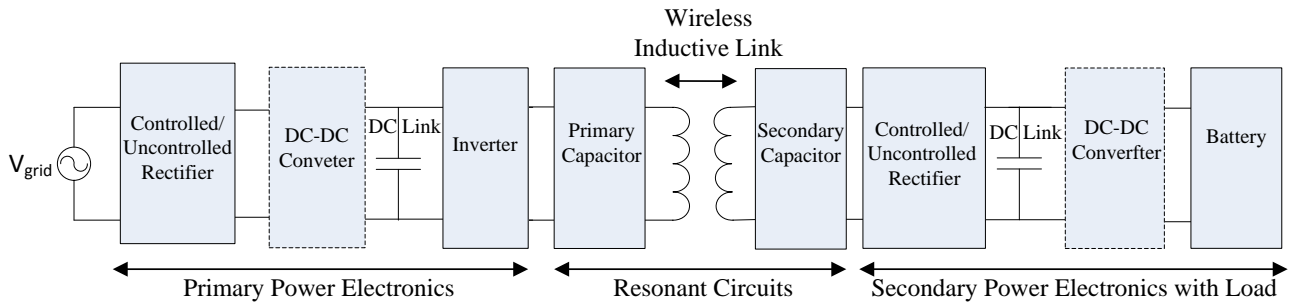 Wireless
Inductive Link
V_grid
Controlled/
Uncontrolled
Rectifier
DC-DC
Conveter
DC Link
Inverter
Primary
Capacitor
Secondary
Capacitor
Controlled/
Uncontrolled
Rectifier
DC Link
DC-DC
Converfter
Battery
Primary Power Electronics
Resonant Circuits
Secondary Power Electronics with Load